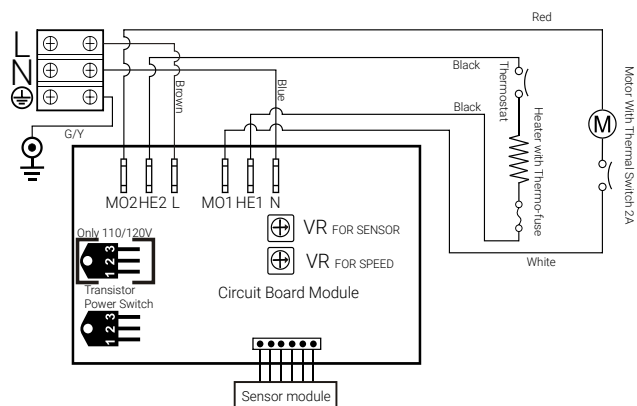 Red
L
N
Black
Black
Brown
Blue
Thermostat
Heater with Thermo-fuse
Motor With Thermal Switch 2A
M
G/Y
MO2 HE2 L MO1 HE1 N
VR FOR SENSOR
Only 110/120V
1 2 3
VR FOR SPEED
White
Transistor
Power Switch
Circuit Board Module
1 2 3
Sensor module